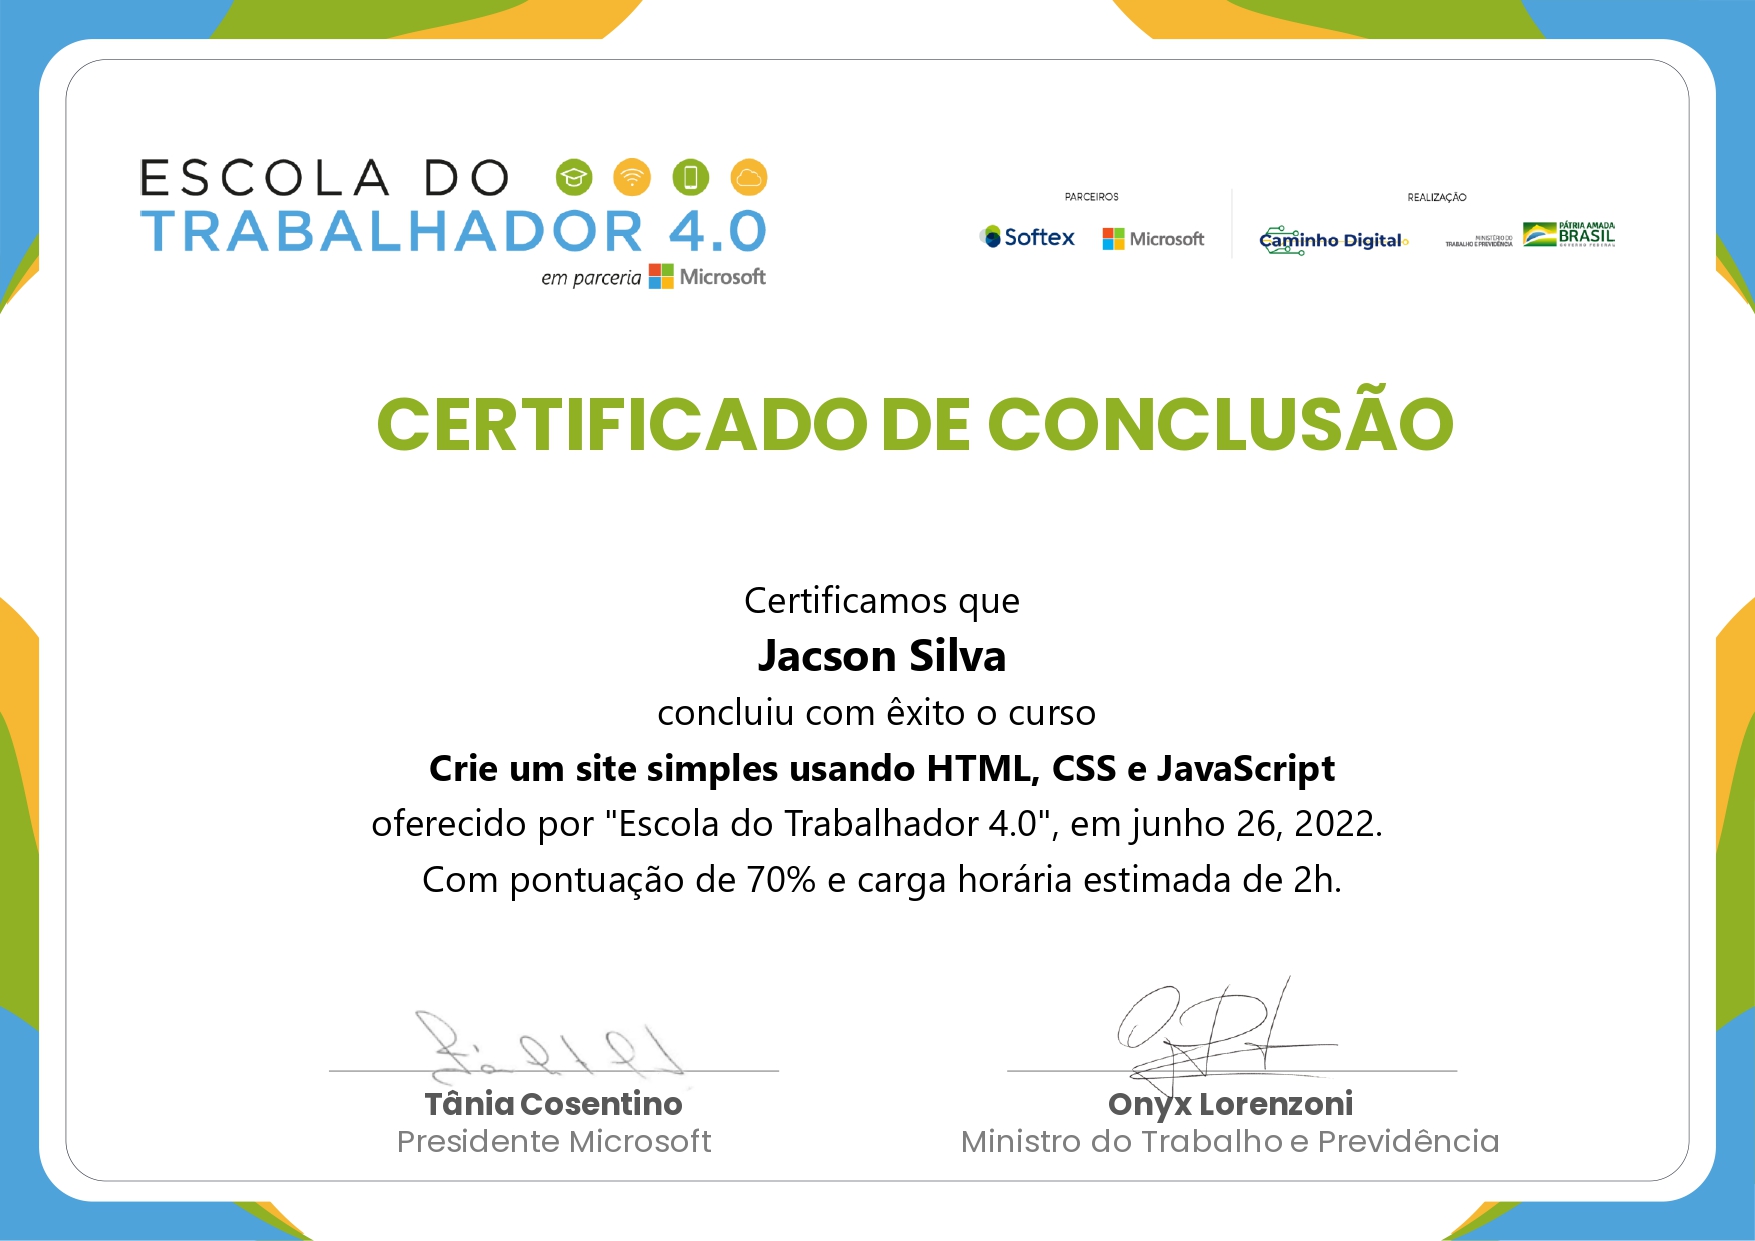 ESCOLA DO
TRABALHADOR 4.0
em parceria Microsoft
PARCEIROS
Softex
Microsoft
REALIZAÇÃO
Caminho Digital
MINISTÉRIO DO
TRABALHO E PREVIDÊNCIA
PÁTRIA AMADA
BRASIL
GOVERNO FEDERAL
CERTIFICADO DE CONCLUSÃO
Certificamos que
Jacson Silva
concluiu com êxito o curso
Crie um site simples usando HTML, CSS e JavaScript
oferecido por "Escola do Trabalhador 4.0", em junho 26, 2022.
Com pontuação de 70% e carga horária estimada de 2h.
Tânia Cosentino
Presidente Microsoft
Onyx Lorenzoni
Ministro do Trabalho e Previdência